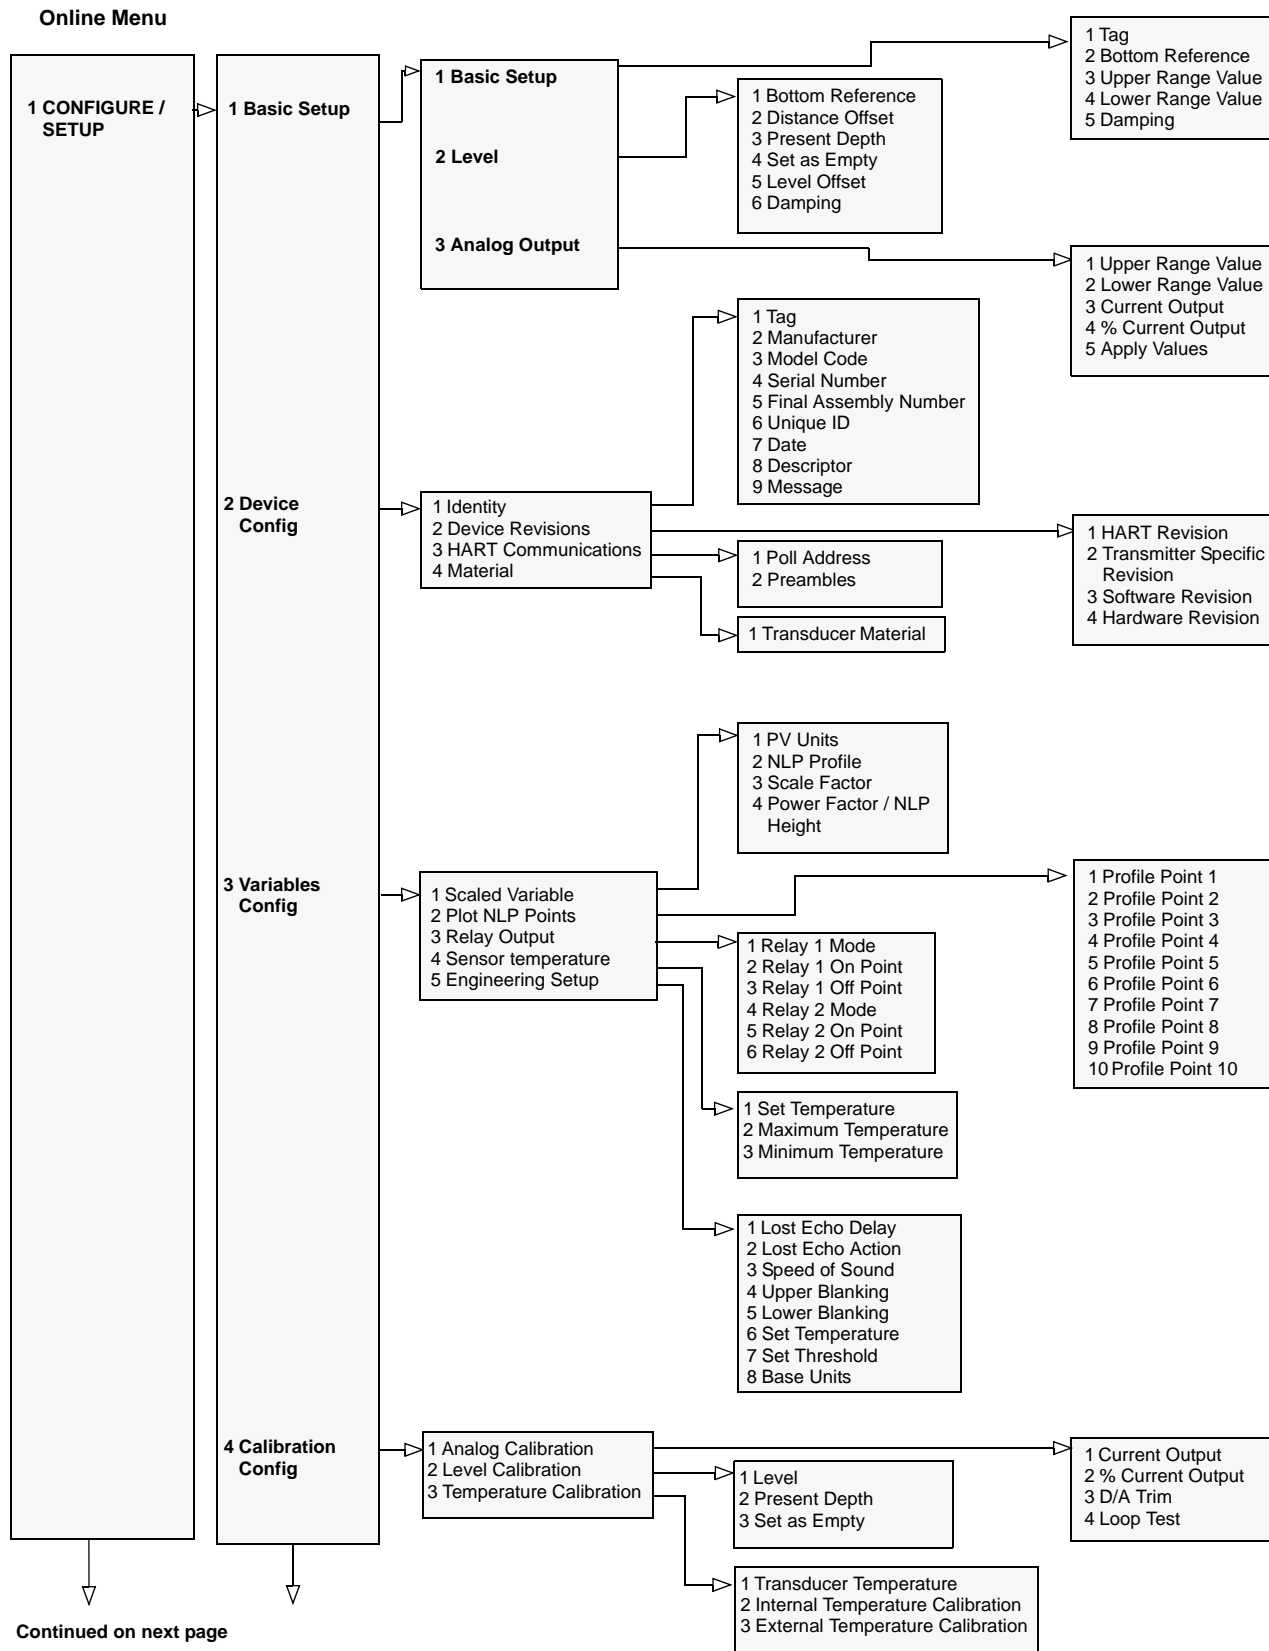 Online Menu
1 CONFIGURE /
SETUP
1 Basic Setup
1 Basic Setup
2 Level
3 Analog Output
1 Tag
2 Bottom Reference
3 Upper Range Value
4 Lower Range Value
5 Damping
1 Bottom Reference
2 Distance Offset
3 Present Depth
4 Set as Empty
5 Level Offset
6 Damping
1 Upper Range Value
2 Lower Range Value
3 Current Output
4 % Current Output
5 Apply Values
2 Device
Config
1 Identity
2 Device Revisions
3 HART Communications
4 Material
1 Tag
2 Manufacturer
3 Model Code
4 Serial Number
5 Final Assembly Number
6 Unique ID
7 Date
8 Descriptor
9 Message
1 HART Revision
2 Transmitter Specific
Revision
3 Software Revision
4 Hardware Revision
1 Poll Address
2 Preambles
1 Transducer Material
3 Variables
Config
1 Scaled Variable
2 Plot NLP Points
3 Relay Output
4 Sensor temperature
5 Engineering Setup
1 PV Units
2 NLP Profile
3 Scale Factor
4 Power Factor / NLP
Height
1 Profile Point 1
2 Profile Point 2
3 Profile Point 3
4 Profile Point 4
5 Profile Point 5
6 Profile Point 6
7 Profile Point 7
8 Profile Point 8
9 Profile Point 9
10 Profile Point 10
1 Relay 1 Mode
2 Relay 1 On Point
3 Relay 1 Off Point
4 Relay 2 Mode
5 Relay 2 On Point
6 Relay 2 Off Point
1 Set Temperature
2 Maximum Temperature
3 Minimum Temperature
1 Lost Echo Delay
2 Lost Echo Action
3 Speed of Sound
4 Upper Blanking
5 Lower Blanking
6 Set Temperature
7 Set Threshold
8 Base Units
4 Calibration
Config
1 Analog Calibration
2 Level Calibration
3 Temperature Calibration
1 Current Output
2 % Current Output
3 D/A Trim
4 Loop Test
1 Level
2 Present Depth
3 Set as Empty
1 Transducer Temperature
2 Internal Temperature Calibration
3 External Temperature Calibration
Continued on next page